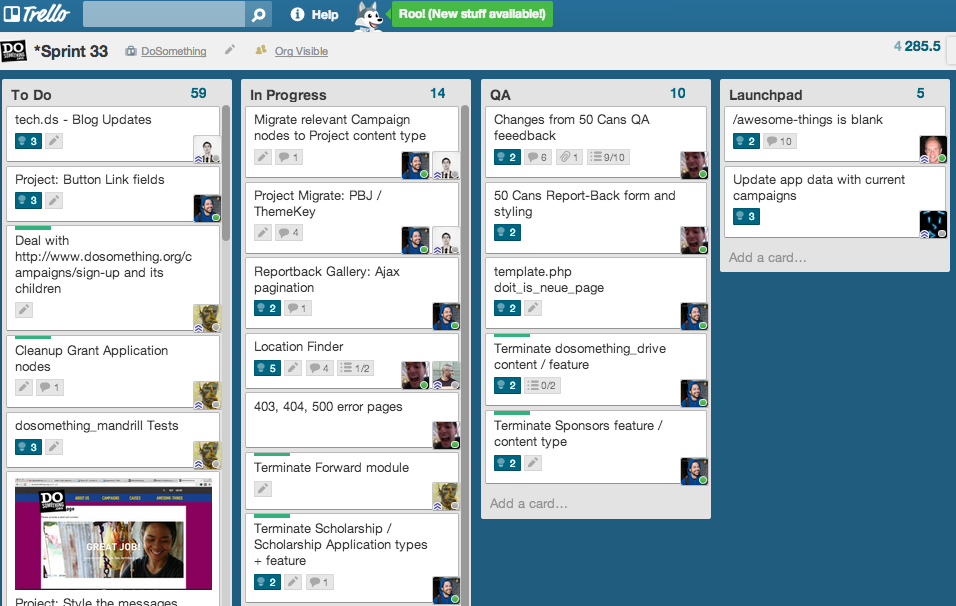 Trello
Help
Roo! (New stuff available!)
DO SOMETHING
*Sprint 33
DoSomething
Org Visible
4 285.5
To Do 59
tech.ds - Blog Updates
3
Project: Button Link fields
3
Deal with
http://www.dosomething.org/c
ampaigns/sign-up and its
children
Cleanup Grant Application
nodes
1
dosomething_mandrill Tests
3
DO
SOMETHING
ABOUT US CAMPAIGNS CAUSES AWESOME THINGS
GREAT JOB!
Project: Style the messages
In Progress 14
Migrate relevant Campaign
nodes to Project content type
1
Project Migrate: PBJ /
ThemeKey
4
Reportback Gallery: Ajax
pagination
2 1
Location Finder
5 4 1/2
403, 404, 500 error pages
Terminate Forward module
Terminate Scholarship /
Scholarship Application types
+ feature
2 1
QA 10
Changes from 50 Cans QA
feeedback
2 6 1 9/10
50 Cans Report-Back form and
styling
2
template.php
doit_is_neue_page
2
Terminate dosomething_drive
content / feature
2 0/2
Terminate Sponsors feature /
content type
2
Add a card...
Launchpad 5
/awesome-things is blank
2 10
Update app data with current
campaigns
3
Add a card...